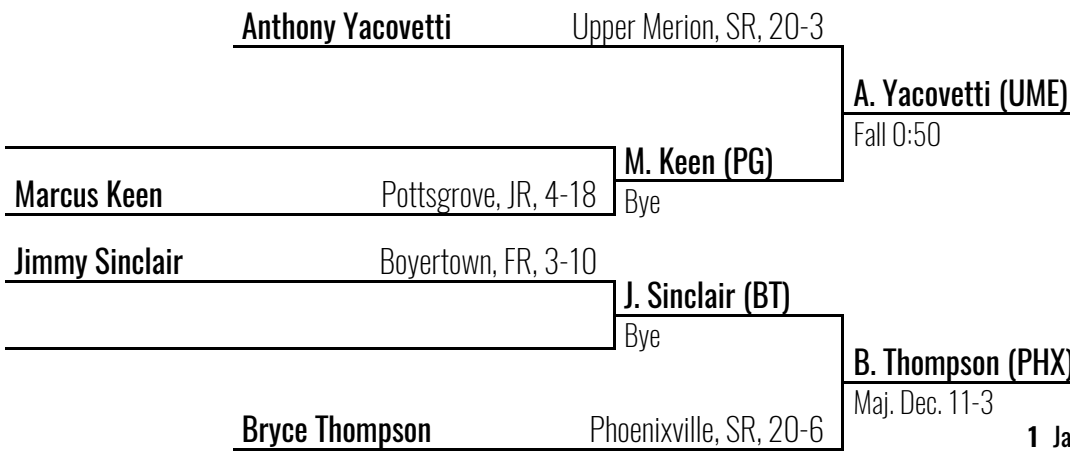 Anthony Yacovetti Upper Merion, SR, 20-3
A. Yacovetti (UME)
Fall 0:50
M. Keen (PG)
Marcus Keen Pottsgrove, JR, 4-18
Bye
Jimmy Sinclair Boyertown, FR, 3-10
J. Sinclair (BT)
Bye
B. Thompson (PHX)
Maj. Dec. 11-3
Bryce Thompson Phoenixville, SR, 20-6
1 Ja